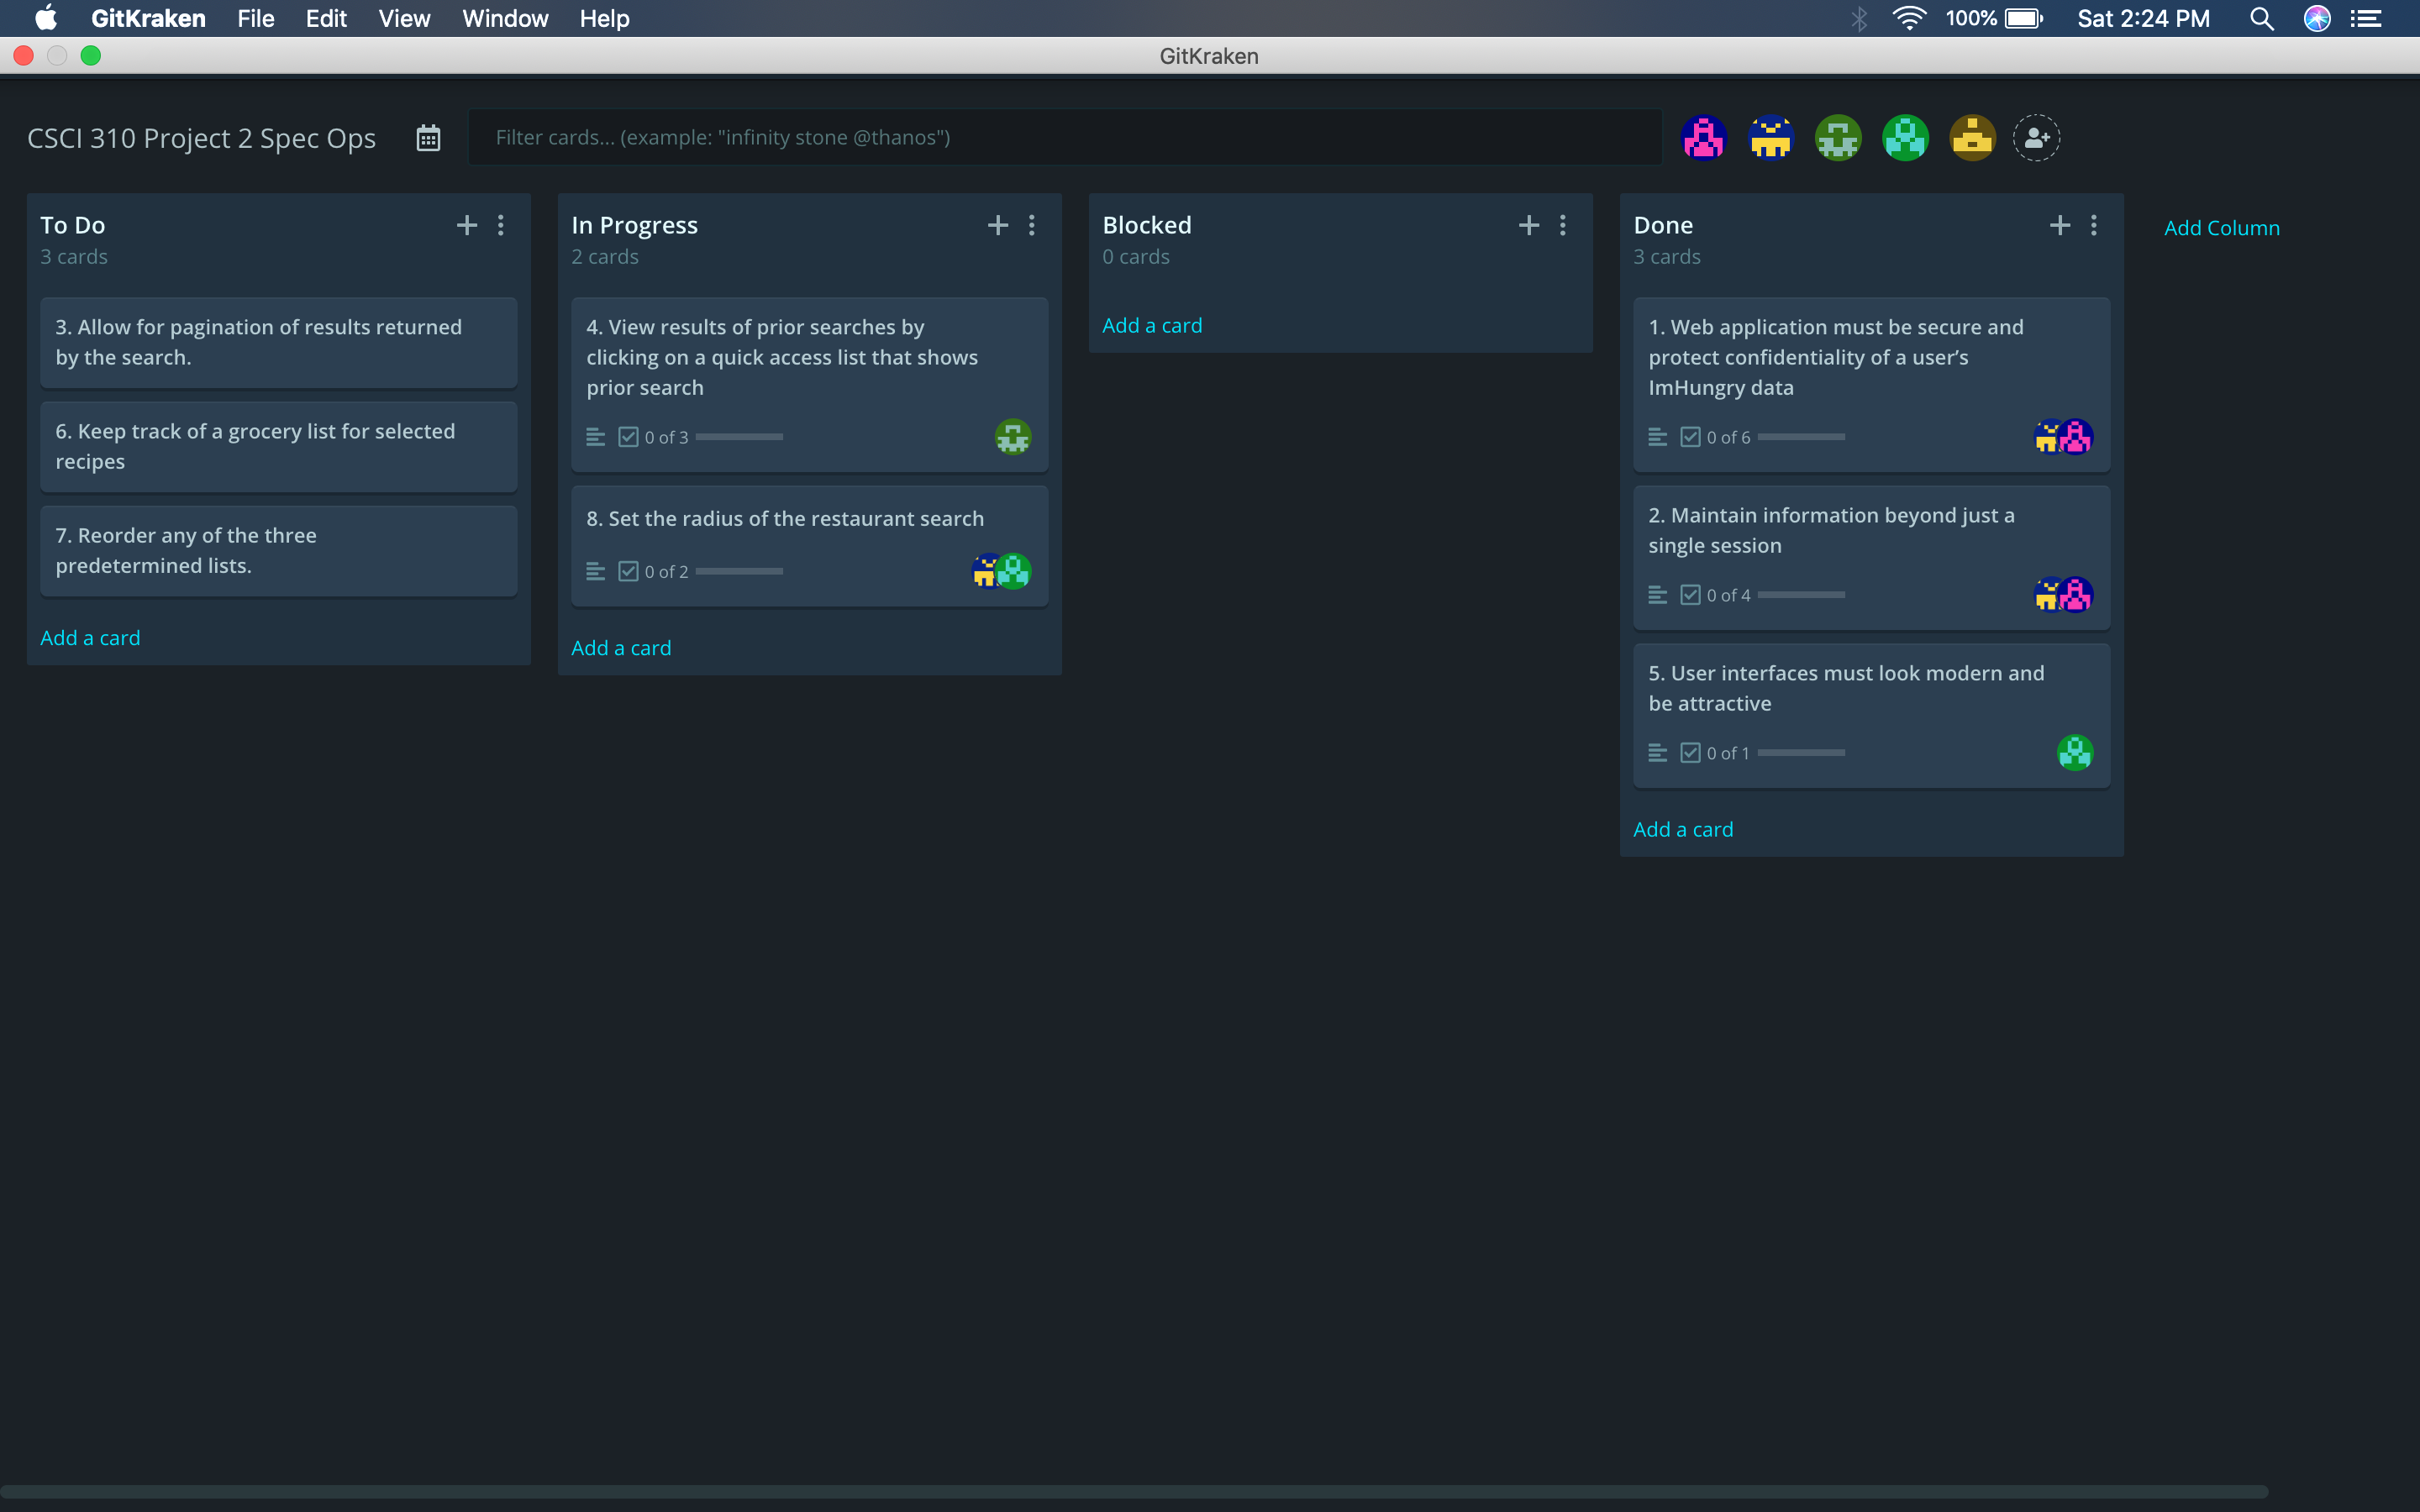 GitKraken File Edit View Window Help 100% Sat 2:24 PM
GitKraken
CSCI 310 Project 2 Spec Ops
Filter cards... (example: "infinity stone @thanos")
To Do
3 cards
3. Allow for pagination of results returned
by the search.
6. Keep track of a grocery list for selected
recipes
7. Reorder any of the three
predetermined lists.
Add a card
In Progress
2 cards
4. View results of prior searches by
clicking on a quick access list that shows
prior search
0 of 3
8. Set the radius of the restaurant search
0 of 2
Add a card
Blocked
0 cards
Add a card
Done
3 cards
1. Web application must be secure and
protect confidentiality of a user’s
ImHungry data
0 of 6
2. Maintain information beyond just a
single session
0 of 4
5. User interfaces must look modern and
be attractive
0 of 1
Add a card
Add Column